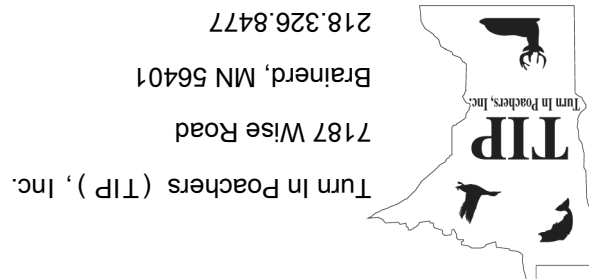 TIP
Turn In Poachers, Inc.
Turn In Poachers ( TIP ) , Inc.
7187 Wise Road
Brainerd, MN 56401
218.326.8477